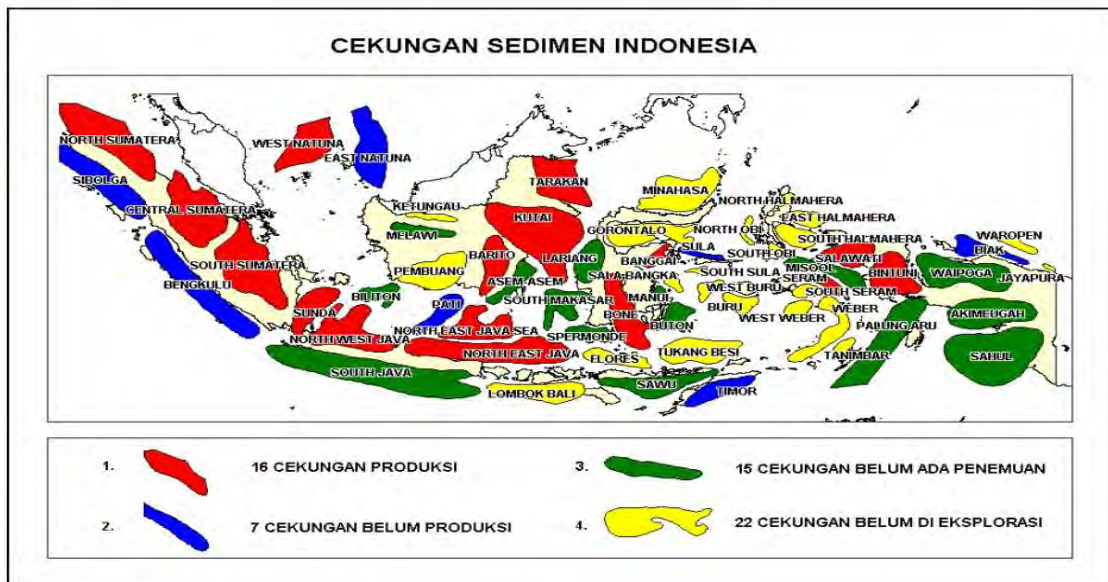 CEKUNGAN SEDIMEN INDONESIA
NORTH SUMATERA
WEST NATUNA
EAST NATUNA
SIBOLGA
TARAKAN
MINAHASA
CENTRAL SUMATERA
KETUNGAU
KUTAI
NORTH HALMAHERA
EAST HALMAHERA
MELAWI
GORONTALO
NORTH OBI
SOUTH HALMAHERA
WAROPEN
SOUTH SUMATERA
BARITO
LARIANG
SULA
SOUTH OBI
SALAWATI
BIAK
BENGKULU
PEMBUANG
BANGGAI
MISOOL
BINTUNI
WAIPOGA
JAYAPURA
ASEM-ASEM
SALA-BANGKA
SOUTH SULA
SERAM
BILITON
PATI
SOUTH MAKASAR
MANUI
WEST BURU
SOUTH SERAM
SUNDA
BONE
BURU
WEBER
AKIMEUGAH
NORTH WEST JAVA
NORTH EAST JAVA SEA
SPERMONDE
BUTON
WEST WEBER
PALUNG ARU
NORTH EAST JAVA
FLORES
TUKANG BESI
TANIMBAR
SAHUL
SOUTH JAVA
LOMBOK BALI
SAWU
TIMOR
1. 16 CEKUNGAN PRODUKSI
2. 7 CEKUNGAN BELUM PRODUKSI
3. 15 CEKUNGAN BELUM ADA PENEMUAN
4. 22 CEKUNGAN BELUM DI EKSPLORASI